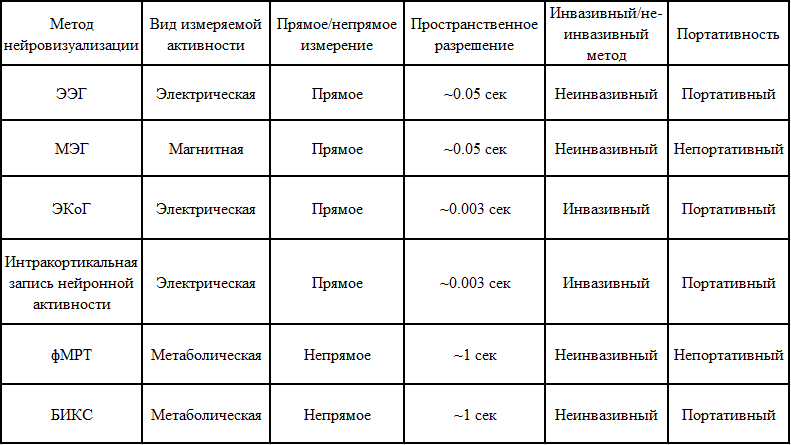 Метод нейровизуализации	Вид измеряемой активности	Прямое/непрямое измерение	Пространственное разрешение	Инвазивный/не-инвазивный метод	Портативность
ЭЭГ	Электрическая	Прямое	~0.05 сек	Неинвазивный	Портативный
МЭГ	Магнитная	Прямое	~0.05 сек	Неинвазивный	Непортативный
ЭКоГ	Электрическая	Прямое	~0.003 сек	Инвазивный	Портативный
Интракортикальная запись нейронной активности	Электрическая	Прямое	~0.003 сек	Инвазивный	Портативный
фМРТ	Метаболическая	Непрямое	~1 сек	Неинвазивный	Непортативный
БИКС	Метаболическая	Непрямое	~1 сек	Неинвазивный	Портативный